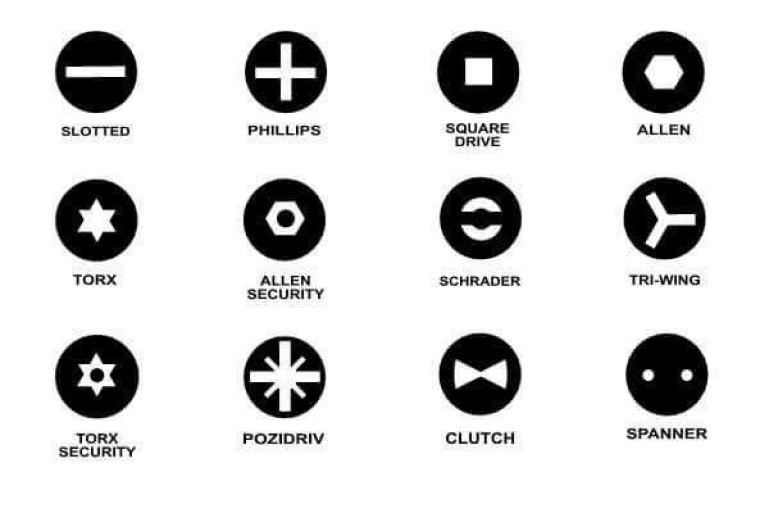 SLOTTED
PHILLIPS
SQUARE
DRIVE
ALLEN
TORX
ALLEN
SECURITY
SCHRADER
TRI-WING
TORX
SECURITY
POZIDRIV
CLUTCH
SPANNER